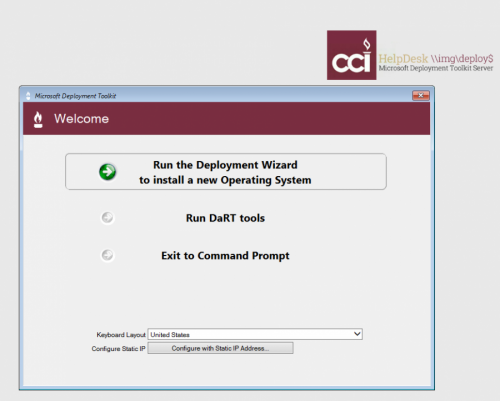 cci
HelpDesk \\img\deploy$
Microsoft Deployment Toolkit Server
Microsoft Deployment Toolkit
Welcome
Run the Deployment Wizard
to install a new Operating System
Run DaRT tools
Exit to Command Prompt
Keyboard Layout United States
Configure Static IP Configure with Static IP Address...